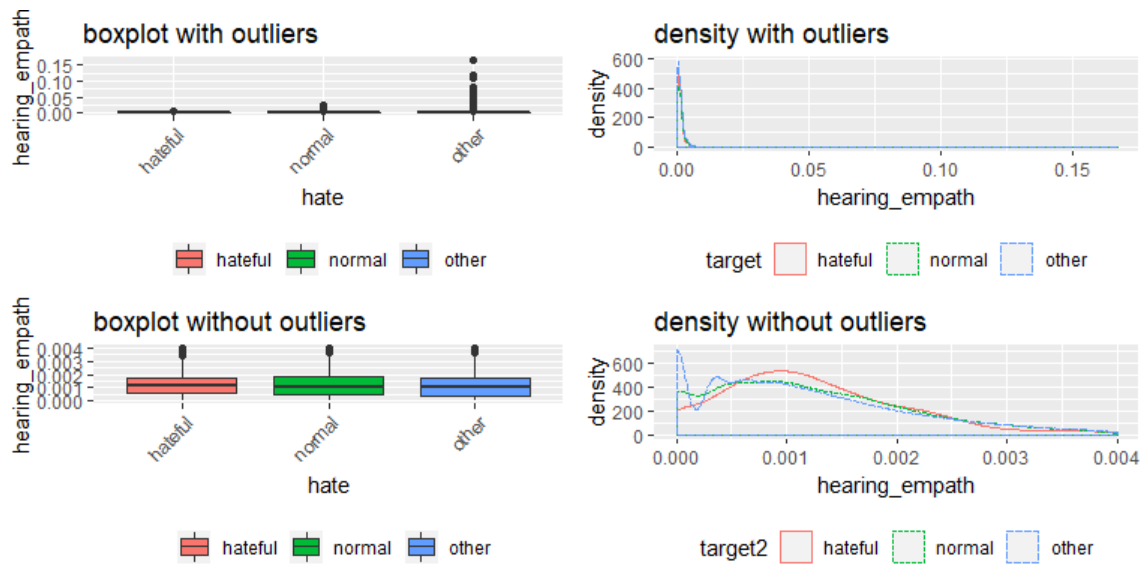 boxplot with outliers
hearing_empath
0.15
0.10
0.05
0.00
hateful
normal
other
hate
hateful normal other
density with outliers
density
600
400
200
0
0.00 0.05 0.10 0.15
hearing_empath
target hateful normal other
boxplot without outliers
hearing_empath
0.004
0.003
0.002
0.001
0.000
hateful
normal
other
hate
hateful normal other
density without outliers
density
600
400
200
0
0.000 0.001 0.002 0.003 0.004
hearing_empath
target2 hateful normal other